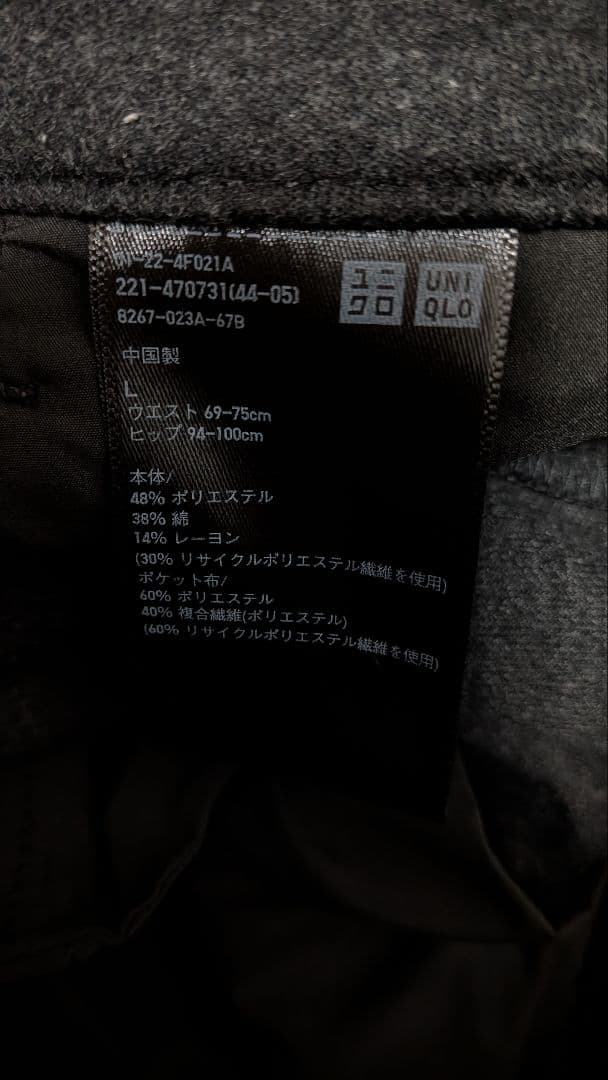 01-22-4F021A
221-470731(44-05)
8267-023A-67B
ユニ
クロ
UNI
QLO
中国製
L
ウエスト 69-75cm
ヒップ 94-100cm
本体/
48% ポリエステル
38% 綿
14% レーヨン
(30% リサイクルポリエステル繊維を使用)
ポケット布/
60% ポリエステル
40% 複合繊維(ポリエステル)
(60% リサイクルポリエステル繊維を使用)